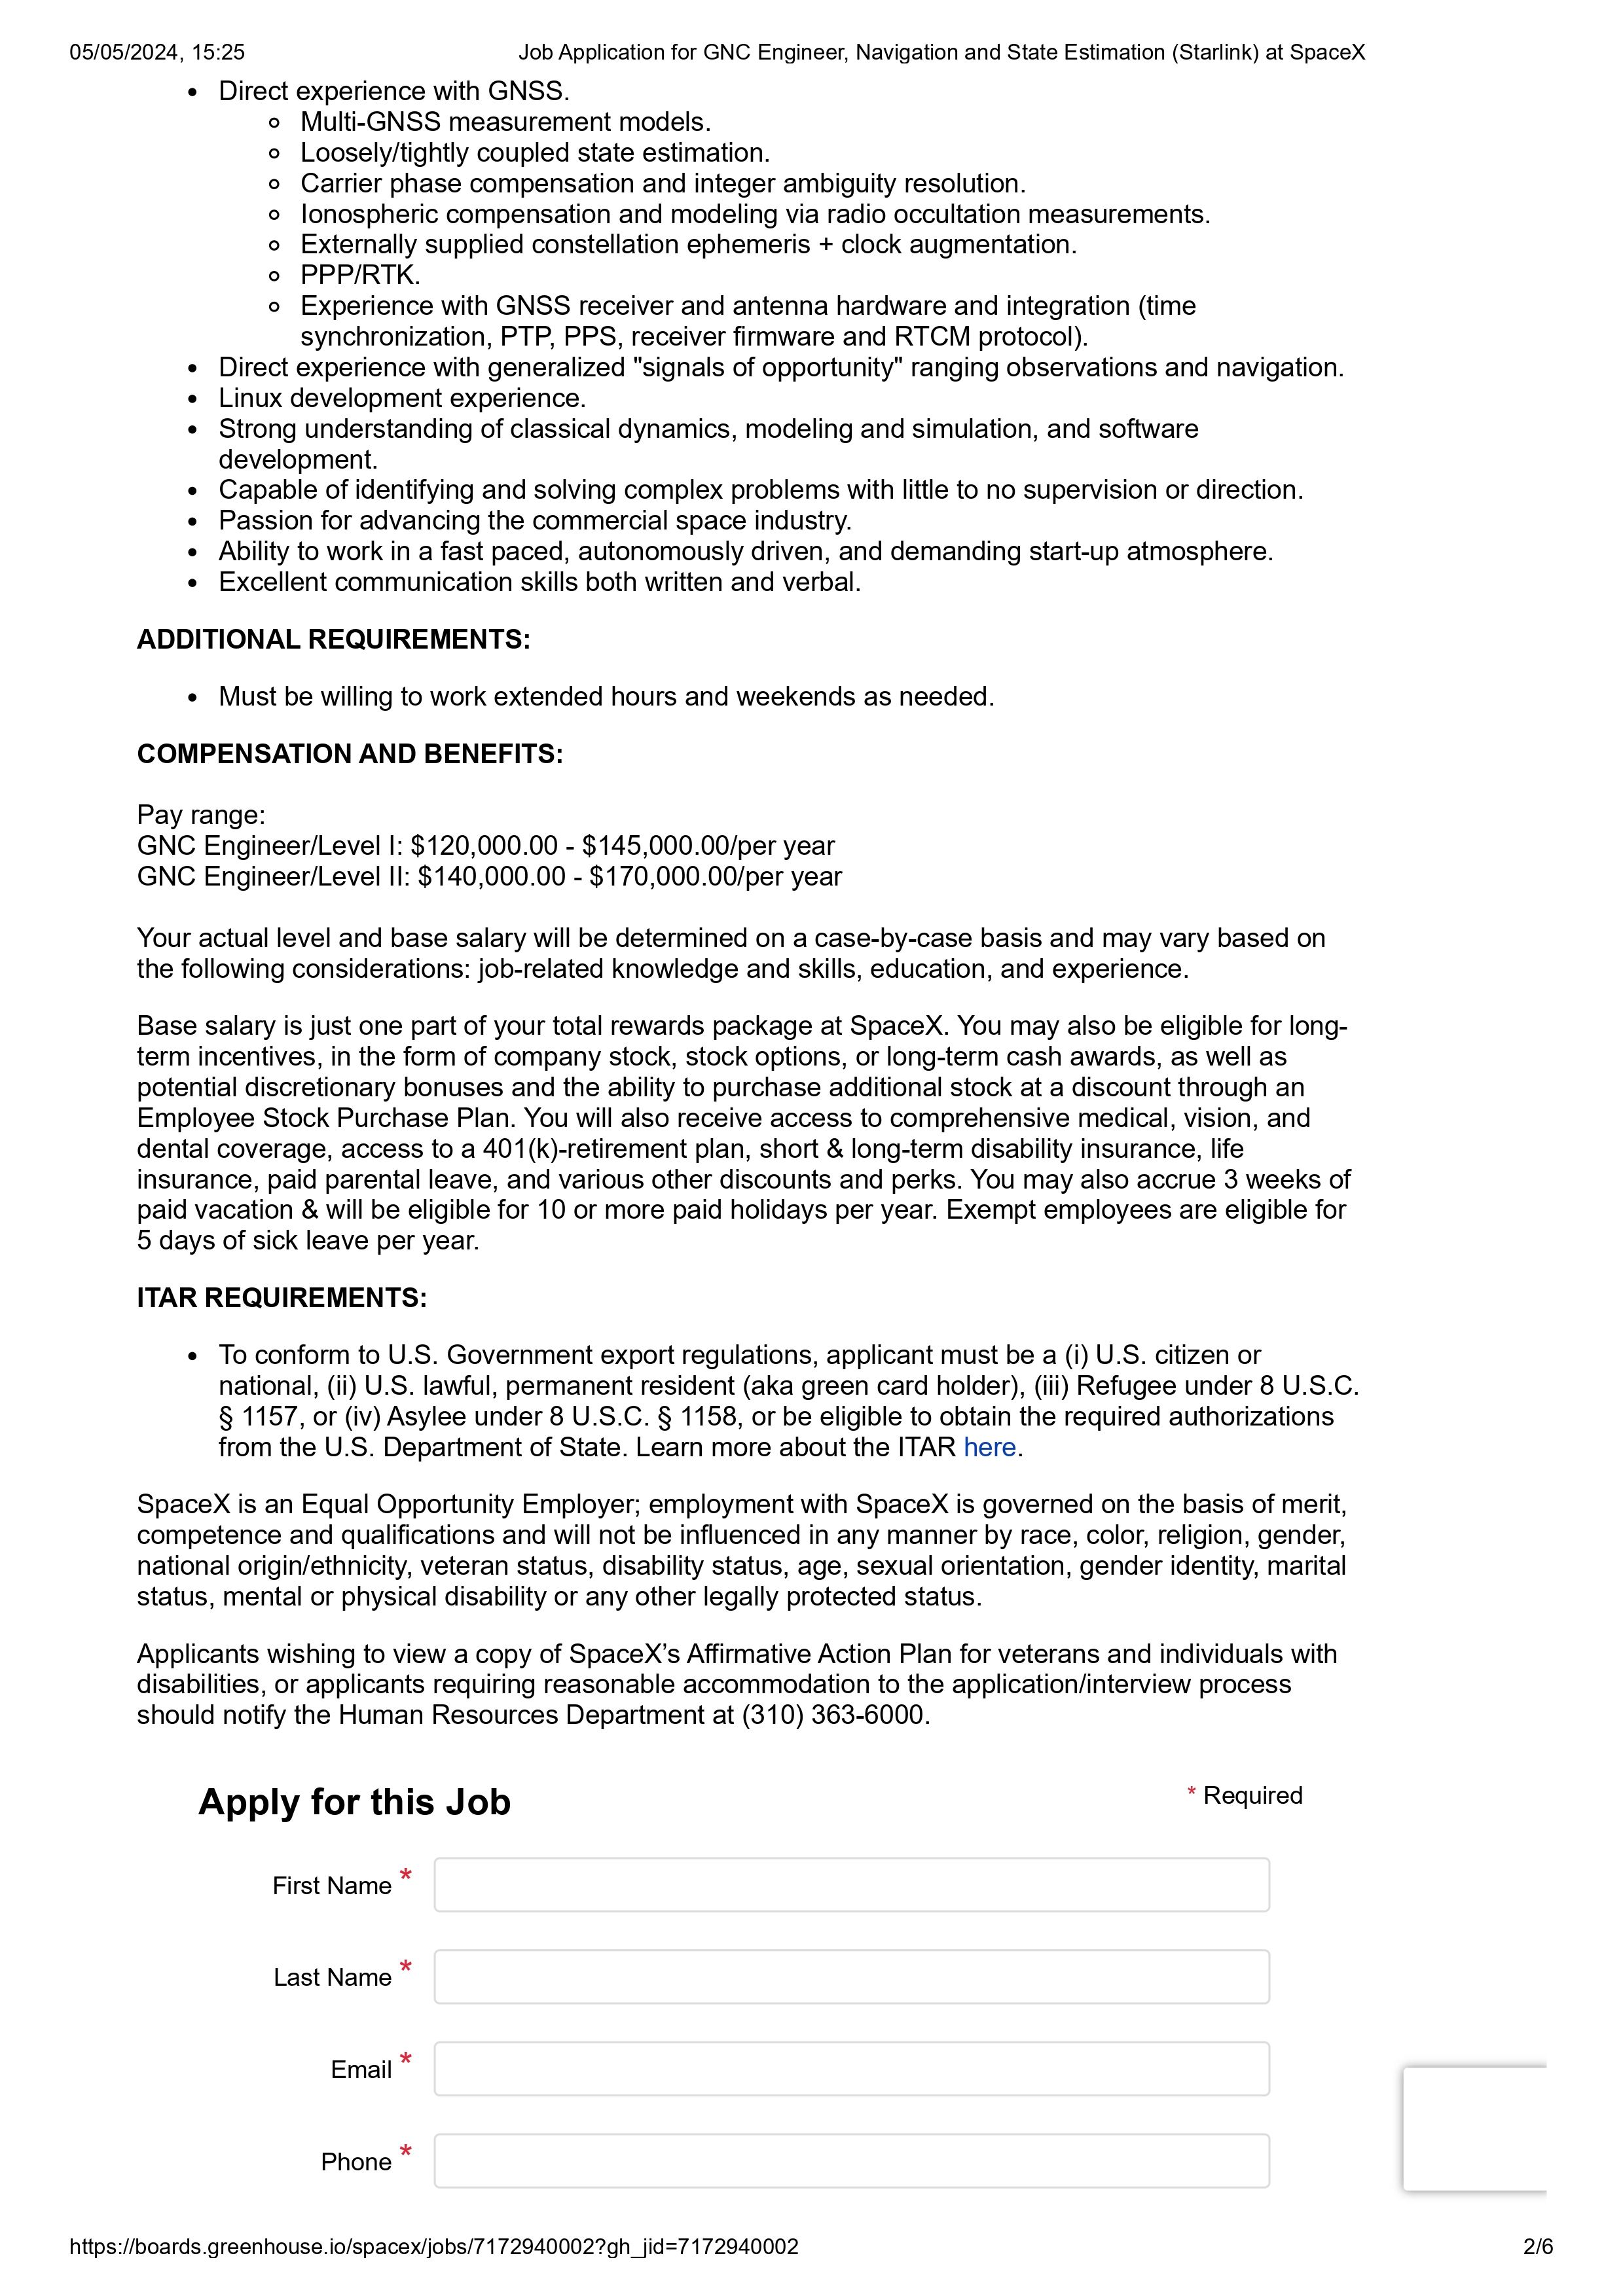 05/05/2024, 15:25
Job Application for GNC Engineer, Navigation and State Estimation (Starlink) at SpaceX
• Direct experience with GNSS.
◦ Multi-GNSS measurement models.
◦ Loosely/tightly coupled state estimation.
◦ Carrier phase compensation and integer ambiguity resolution.
◦ Ionospheric compensation and modeling via radio occultation measurements.
◦ Externally supplied constellation ephemeris + clock augmentation.
◦ PPP/RTK.
◦ Experience with GNSS receiver and antenna hardware and integration (time
synchronization, PTP, PPS, receiver firmware and RTCM protocol).
• Direct experience with generalized "signals of opportunity" ranging observations and navigation.
• Linux development experience.
• Strong understanding of classical dynamics, modeling and simulation, and software
development.
• Capable of identifying and solving complex problems with little to no supervision or direction.
• Passion for advancing the commercial space industry.
• Ability to work in a fast paced, autonomously driven, and demanding start-up atmosphere.
• Excellent communication skills both written and verbal.
ADDITIONAL REQUIREMENTS:
• Must be willing to work extended hours and weekends as needed.
COMPENSATION AND BENEFITS:
Pay range:
GNC Engineer/Level I: $120,000.00 - $145,000.00/per year
GNC Engineer/Level II: $140,000.00 - $170,000.00/per year
Your actual level and base salary will be determined on a case-by-case basis and may vary based on
the following considerations: job-related knowledge and skills, education, and experience.
Base salary is just one part of your total rewards package at SpaceX. You may also be eligible for long-
term incentives, in the form of company stock, stock options, or long-term cash awards, as well as
potential discretionary bonuses and the ability to purchase additional stock at a discount through an
Employee Stock Purchase Plan. You will also receive access to comprehensive medical, vision, and
dental coverage, access to a 401(k)-retirement plan, short & long-term disability insurance, life
insurance, paid parental leave, and various other discounts and perks. You may also accrue 3 weeks of
paid vacation & will be eligible for 10 or more paid holidays per year. Exempt employees are eligible for
5 days of sick leave per year.
ITAR REQUIREMENTS:
• To conform to U.S. Government export regulations, applicant must be a (i) U.S. citizen or
national, (ii) U.S. lawful, permanent resident (aka green card holder), (iii) Refugee under 8 U.S.C.
§ 1157, or (iv) Asylee under 8 U.S.C. § 1158, or be eligible to obtain the required authorizations
from the U.S. Department of State. Learn more about the ITAR here.
SpaceX is an Equal Opportunity Employer; employment with SpaceX is governed on the basis of merit,
competence and qualifications and will not be influenced in any manner by race, color, religion, gender,
national origin/ethnicity, veteran status, disability status, age, sexual orientation, gender identity, marital
status, mental or physical disability or any other legally protected status.
Applicants wishing to view a copy of SpaceX’s Affirmative Action Plan for veterans and individuals with
disabilities, or applicants requiring reasonable accommodation to the application/interview process
should notify the Human Resources Department at (310) 363-6000.
Apply for this Job
* Required
First Name *
Last Name *
Email *
Phone *
https://boards.greenhouse.io/spacex/jobs/7172940002?gh_jid=7172940002
2/6